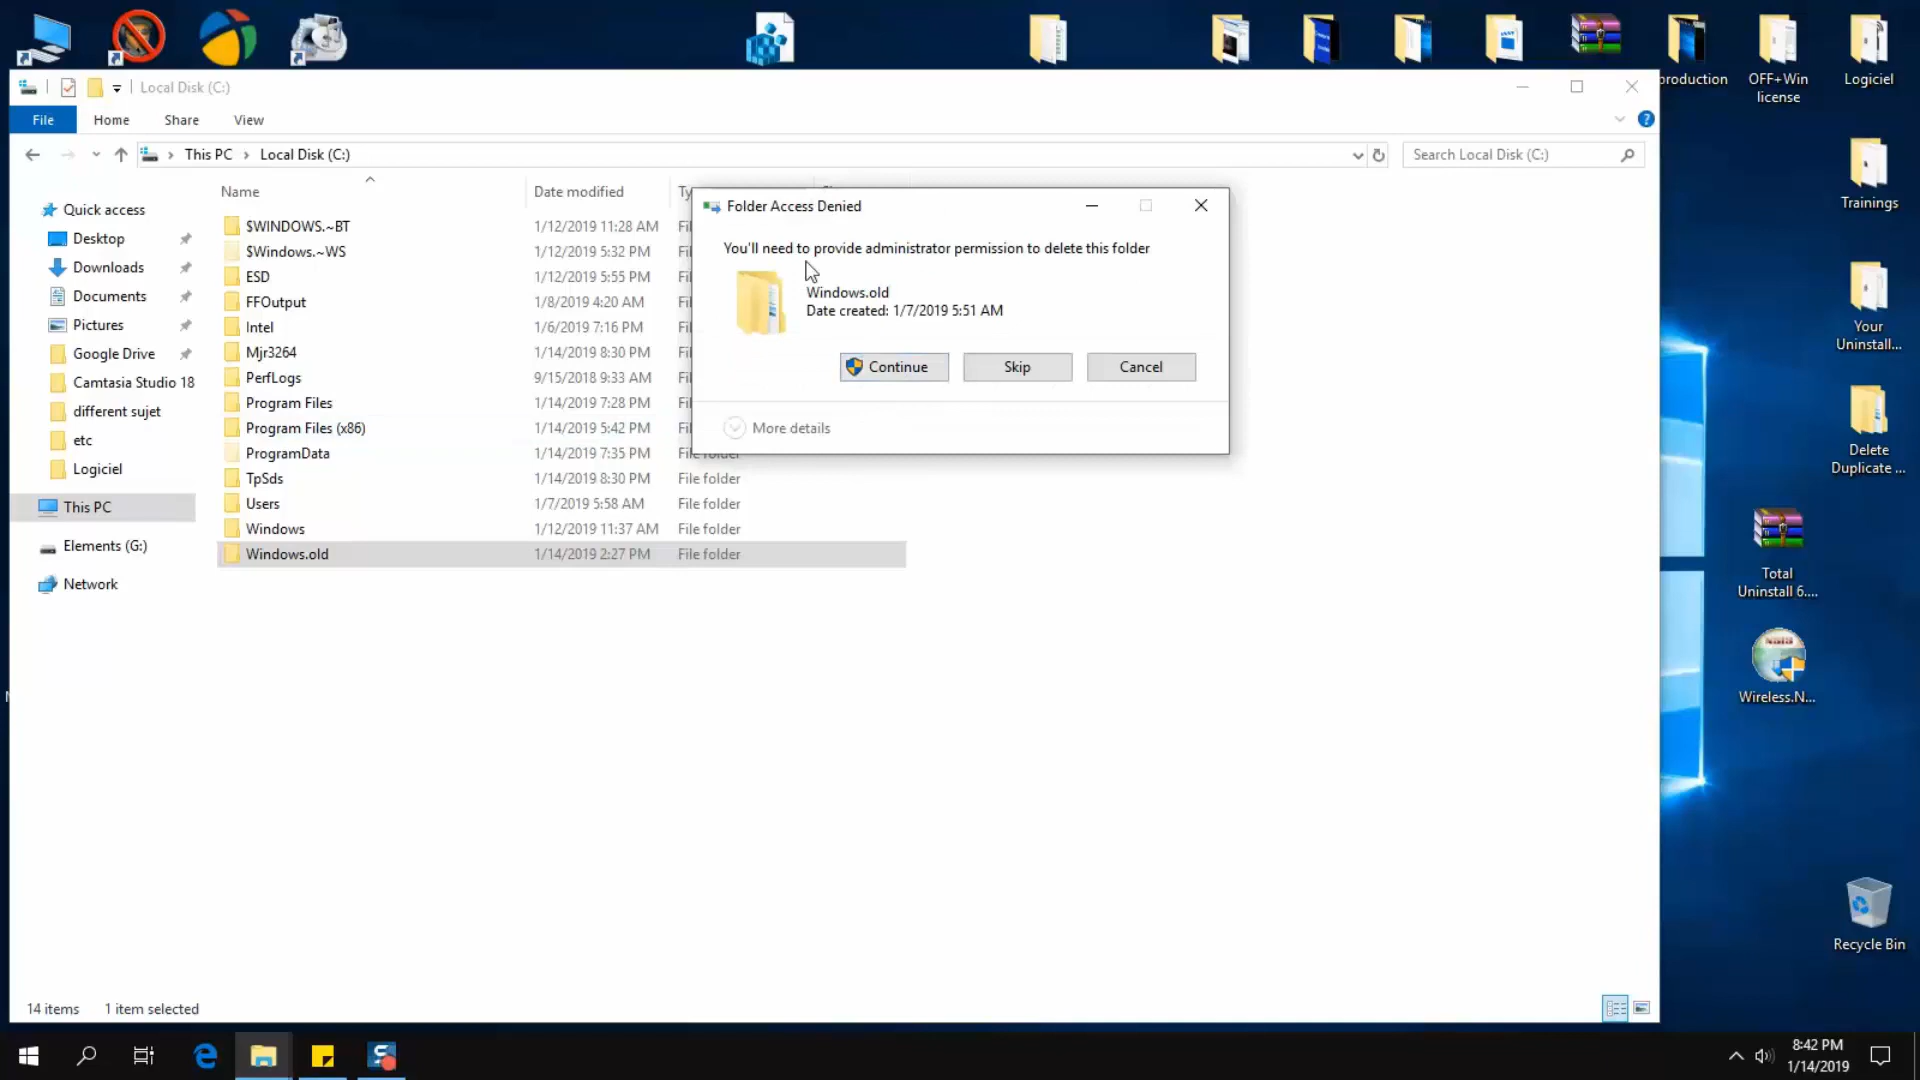 production
OFF+Win
license
Logiciel
Local Disk (C:)
File
Home
Share
View
This PC
Local Disk (C:)
Search Local Disk (C:)
Name
Date modified
Quick access
Desktop
Downloads
Documents
Pictures
Google Drive
Camtasia Studio 18
different sujet
etc
Logiciel
This PC
Elements (G:)
Network
$WINDOWS.~BT 1/12/2019 11:28 AM
$Windows.~WS 1/12/2019 5:32 PM
ESD 1/12/2019 5:55 PM
FFOutput 1/8/2019 4:20 AM
Intel 1/6/2019 7:16 PM
Mjr3264 1/14/2019 8:30 PM
PerfLogs 9/15/2018 9:33 AM
Program Files 1/14/2019 7:28 PM
Program Files (x86) 1/14/2019 5:42 PM
ProgramData 1/14/2019 7:35 PM File folder
TpSds 1/14/2019 8:30 PM File folder
Users 1/7/2019 5:58 AM File folder
Windows 1/12/2019 11:37 AM File folder
Windows.old 1/14/2019 2:27 PM File folder
Folder Access Denied
You'll need to provide administrator permission to delete this folder
Windows.old
Date created: 1/7/2019 5:51 AM
Continue
Skip
Cancel
More details
Trainings
Your
Uninstall...
Delete
Duplicate ...
Total
Uninstall 6....
Wireless.N...
Recycle Bin
14 items
1 item selected
8:42 PM
1/14/2019